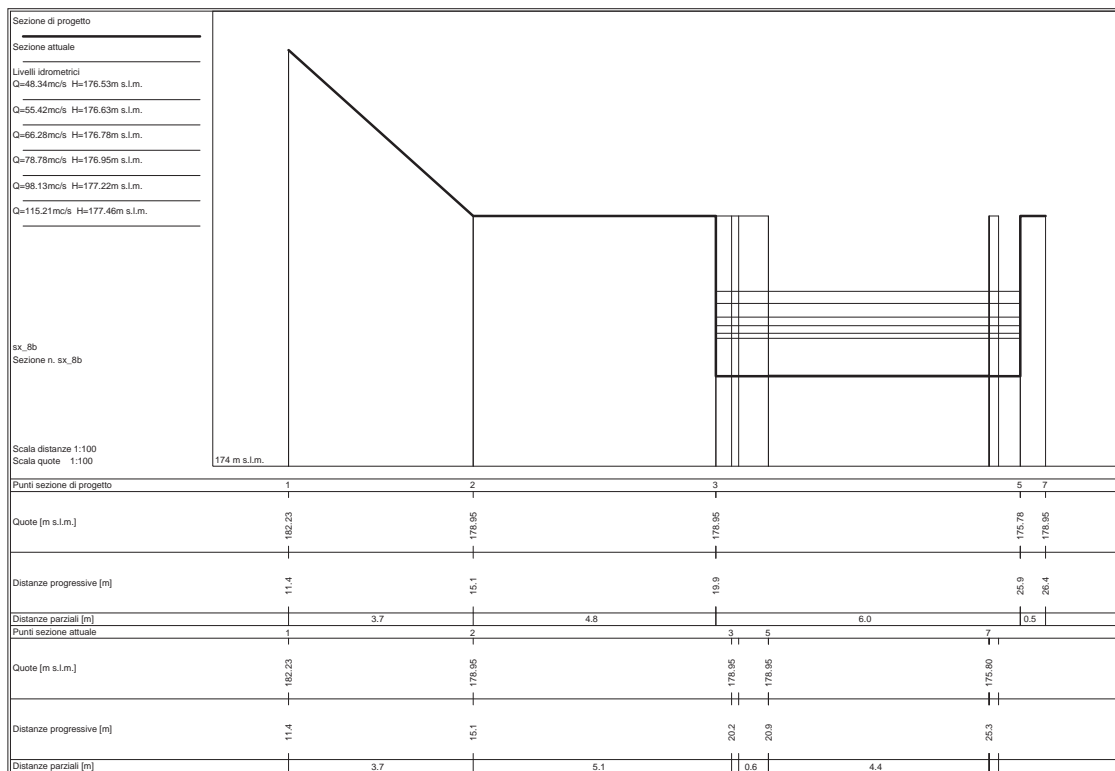 Sezione di progetto
Sezione attuale
Livelli idrometrici
Q=48.34mc/s H=176.53m s.l.m.
Q=55.42mc/s H=176.63m s.l.m.
Q=66.28mc/s H=176.78m s.l.m.
Q=78.78mc/s H=176.95m s.l.m.
Q=98.13mc/s H=177.22m s.l.m.
Q=115.21mc/s H=177.46m s.l.m.
sx_8b
Sezione n. sx_8b
Scala distanze 1:100
Scala quote 1:100
174 m s.l.m.
Punti sezione di progetto 1 2 3 5 7
Quote [m s.l.m.] 182.23 178.95 178.95 175.78 178.95
Distanze progressive [m] 11.4 15.1 19.9 25.9 26.4
Distanze parziali [m] 3.7 4.8 6.0 0.5
Punti sezione attuale 1 2 3 5 7
Quote [m s.l.m.] 182.23 178.95 178.95 178.95 175.80
Distanze progressive [m] 11.4 15.1 20.2 20.9 25.3
Distanze parziali [m] 3.7 5.1 0.6 4.4